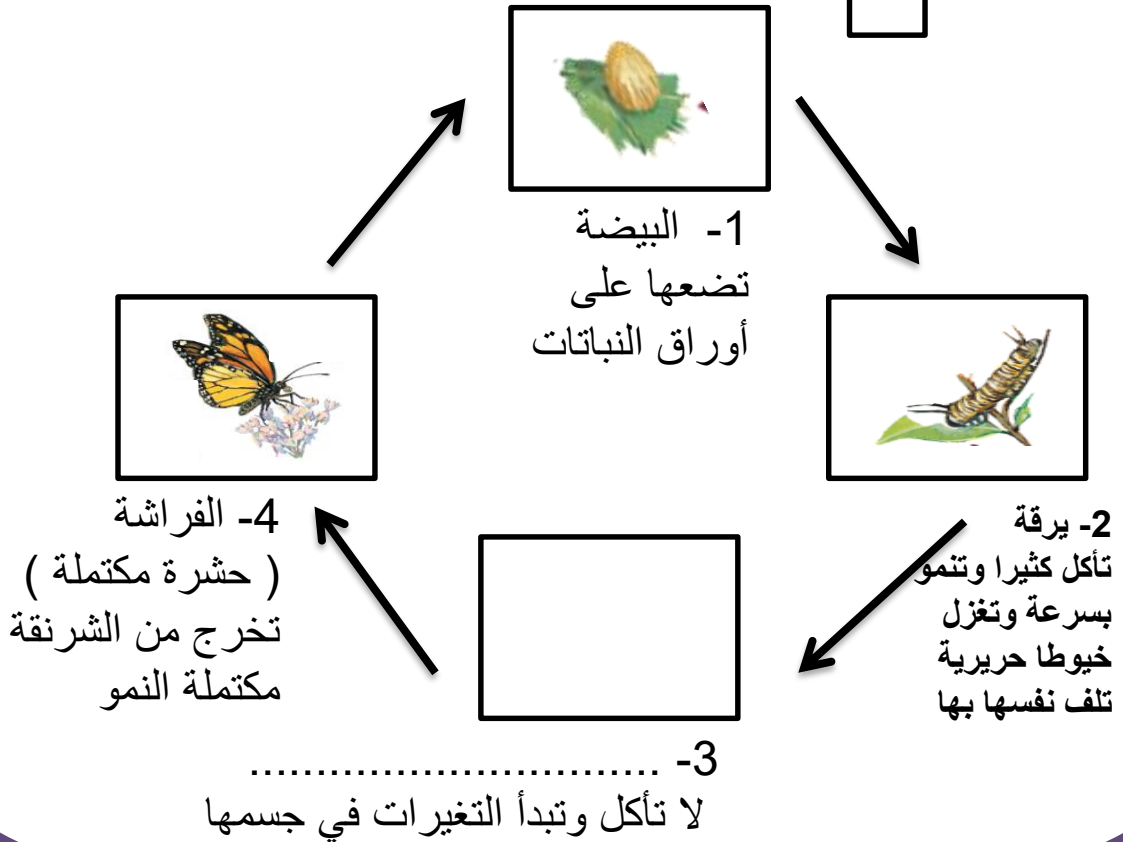 1- البيضة
تضعها على
أوراق النباتات
2- يرقة
تأكل كثيرا وتنمو
بسرعة وتغزل
خيوطا حريرية
تلف نفسها بها
3- ...............................
لا تأكل وتبدأ التغيرات في جسمها
4- الفراشة
( حشرة مكتملة )
تخرج من الشرنقة
مكتملة النمو